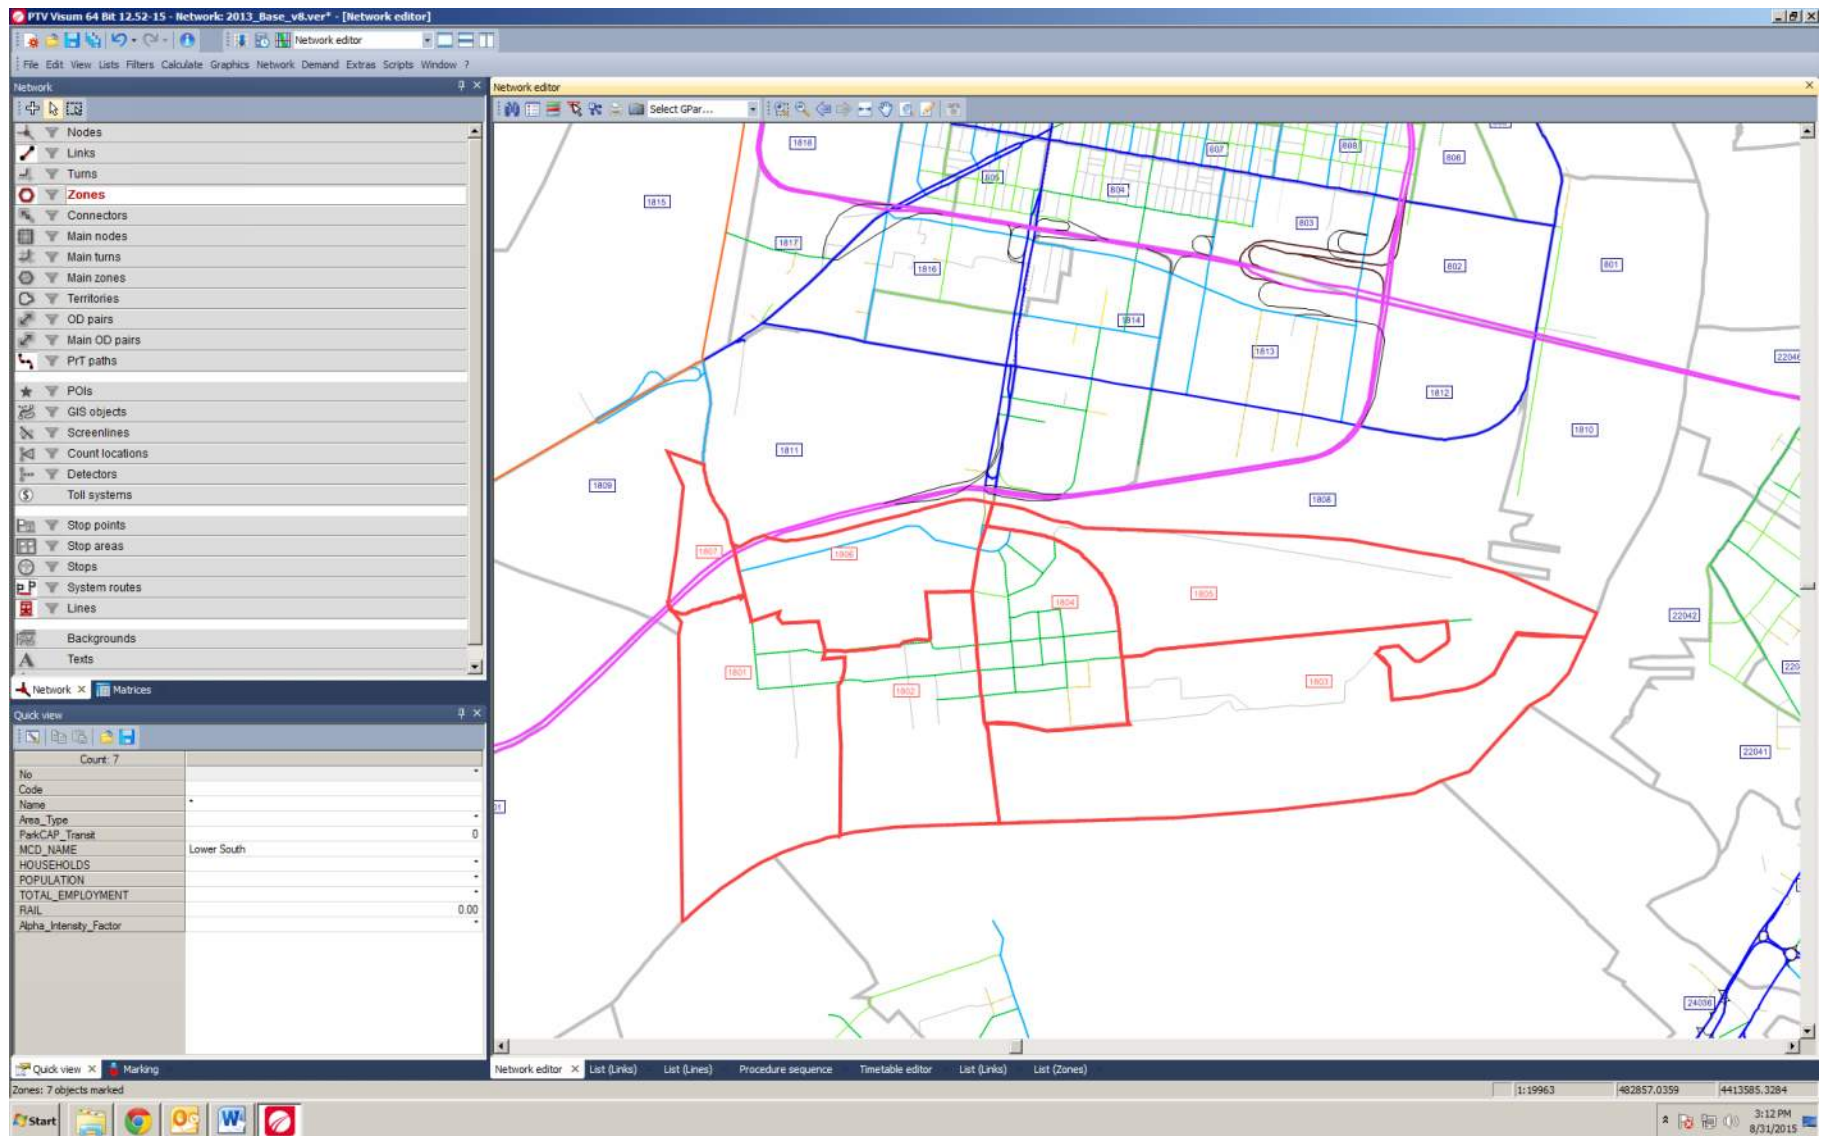 PTV Visum 64 Bit 12.52-15 - Network: 2013_Base_v8.ver* - [Network editor]
Network editor
File Edit View Lists Filters Calculate Graphics Network Demand Extras Scripts Window ?
Network
Nodes
Links
Turns
Zones
Connectors
Main nodes
Main turns
Main zones
Territories
OD pairs
Main OD pairs
PrT paths
POIs
GIS objects
Screenlines
Count locations
Detectors
Toll systems
Stop points
Stop areas
Stops
System routes
Lines
Backgrounds
Texts
Network Matrices
Quick view
Count: 7
No *
Code
Name *
Area_Type *
ParkCAP_Transit 0
MCD_NAME Lower South
HOUSEHOLDS *
POPULATION *
TOTAL_EMPLOYMENT *
RAIL 0.00
Alpha_Intensity_Factor *
Quick view Marking
Network editor
Select GPar...
1818
807
808
806
805
804
1815
803
1817
1816
802
801
1814
1813
22046
1812
1810
1811
1809
1808
1807
1806
1805
1804
22042
1801
1802
1803
22041
24036
Network editor List (Links) List (Lines) Procedure sequence Timetable editor List (Links) List (Zones)
Zones: 7 objects marked
1:19963 482857.0359 4413585.3284
Start
3:12 PM
8/31/2015